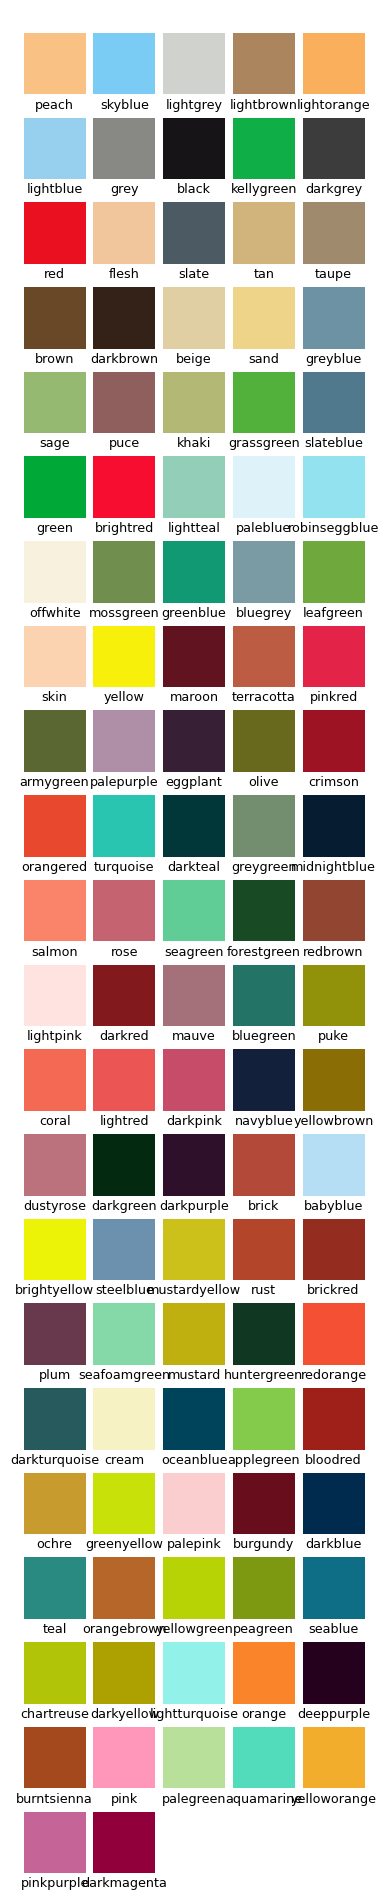 peach skyblue lightgrey lightbrown lightorange
lightblue grey black kellygreen darkgrey
red flesh slate tan taupe
brown darkbrown beige sand greyblue
sage puce khaki grassgreen slateblue
green brightred lightteal paleblue robinseggblue
offwhite mossgreen greenblue bluegrey leafgreen
skin yellow maroon terracotta pinkred
armygreen palepurple eggplant olive crimson
orangered turquoise darkteal greygreen midnightblue
salmon rose seagreen forestgreen redbrown
lightpink darkred mauve bluegreen puke
coral lightred darkpink navyblue yellowbrown
dustyrose darkgreen darkpurple brick babyblue
brightyellow steelblue mustardyellow rust brickred
plum seafoamgreen mustard huntergreen redorange
darkturquoise cream oceanblue applegreen bloodred
ochre greenyellow palepink burgundy darkblue
teal orangebrown yellowgreen peagreen seablue
chartreuse darkyellow lightturquoise orange deeppurple
burntsienna pink palegreen aquamarine yelloworange
pinkpurple darkmagenta